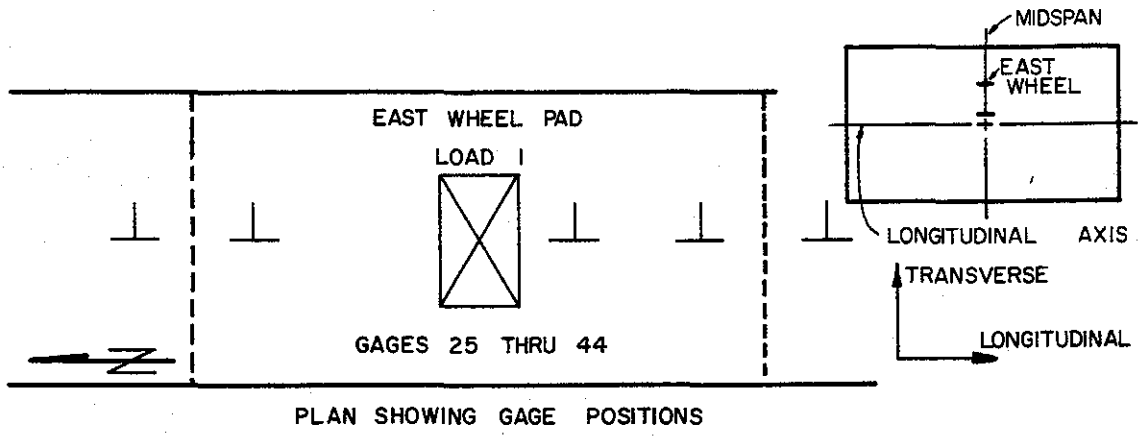 EAST WHEEL PAD
LOAD 1
GAGES 25 THRU 44
N
PLAN SHOWING GAGE POSITIONS
MIDSPAN
EAST
WHEEL
LONGITUDINAL AXIS
TRANSVERSE
LONGITUDINAL